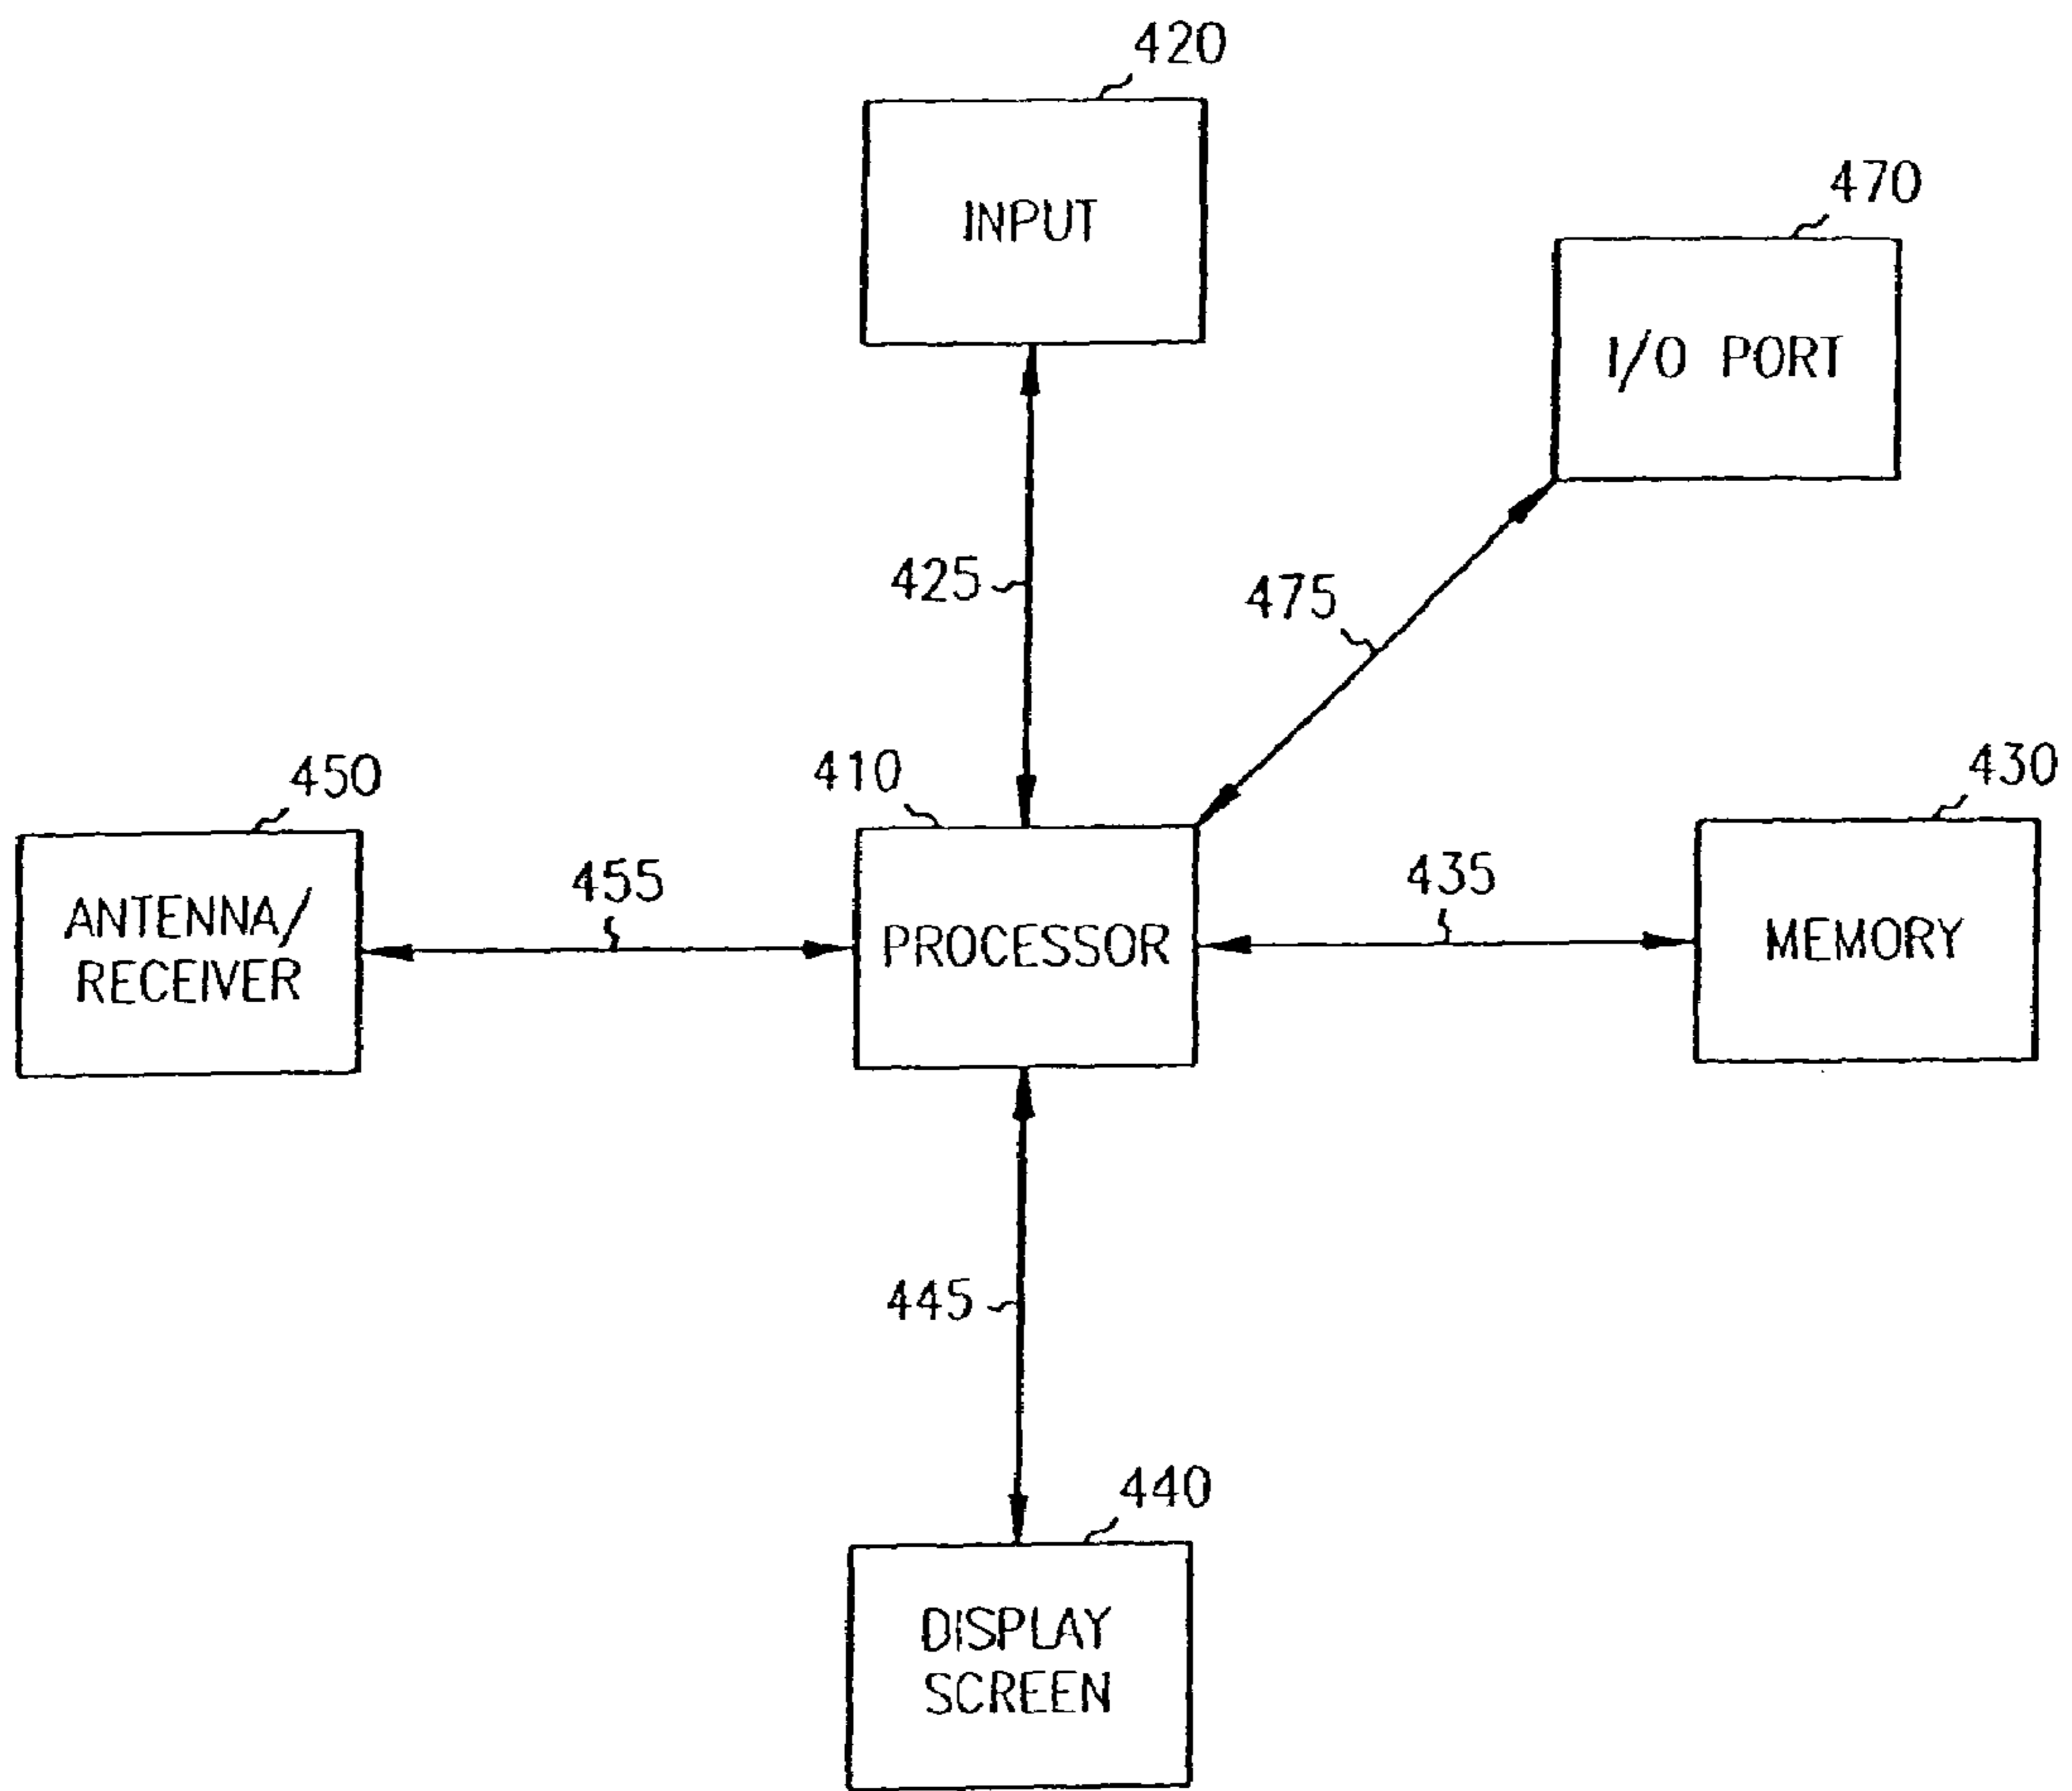 420
INPUT
470
I/O PORT
425
475
450
ANTENNA/
RECEIVER
455
410
PROCESSOR
435
430
MEMORY
445
440
DISPLAY
SCREEN